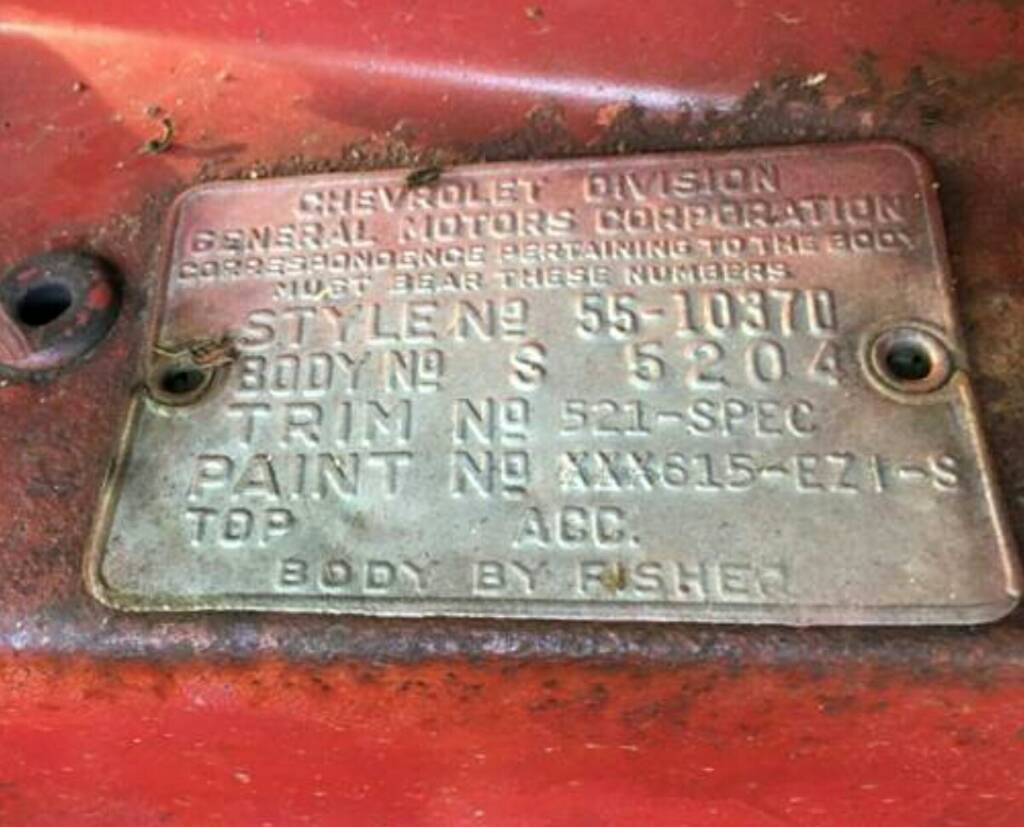 CHEVROLET DIVISION
GENERAL MOTORS CORPORATION
CORRESPONDENCE PERTAINING TO THE BODY
MUST BEAR THESE NUMBERS
STYLE Nº 55-1037D
BODY Nº S 5204
TRIM Nº 521-SPEC
PAINT Nº XXX615-EZI-S
TOP ACC.
BODY BY FISHER